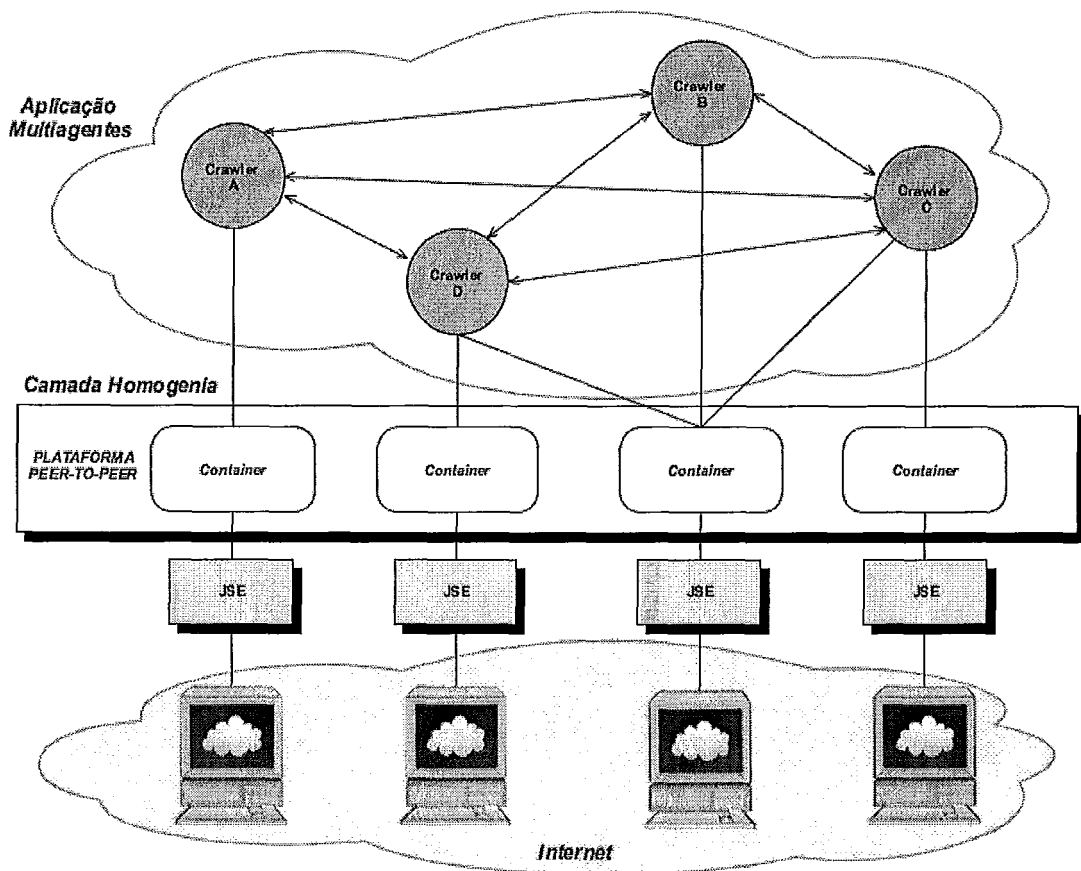 Aplicação
Multiagentes
Crawler
B
Crawler
A
Crawler
C
Crawler
D
Camada Homogenia
PLATAFORMA
PEER-TO-PEER
Container
Container
Container
Container
JSE
JSE
JSE
JSE
Internet